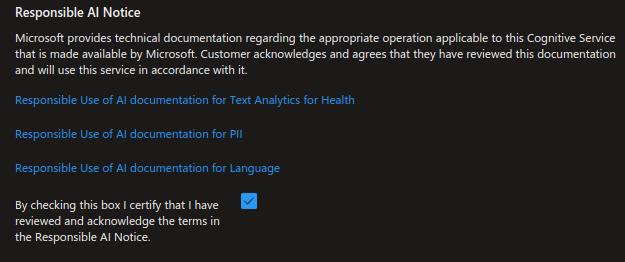 Responsible AI Notice
Microsoft provides technical documentation regarding the appropriate operation applicable to this Cognitive Service
that is made available by Microsoft. Customer acknowledges and agrees that they have reviewed this documentation
and will use this service in accordance with it.
Responsible Use of AI documentation for Text Analytics for Health
Responsible Use of AI documentation for PII
Responsible Use of AI documentation for Language
By checking this box I certify that I have
reviewed and acknowledge the terms in
the Responsible AI Notice.